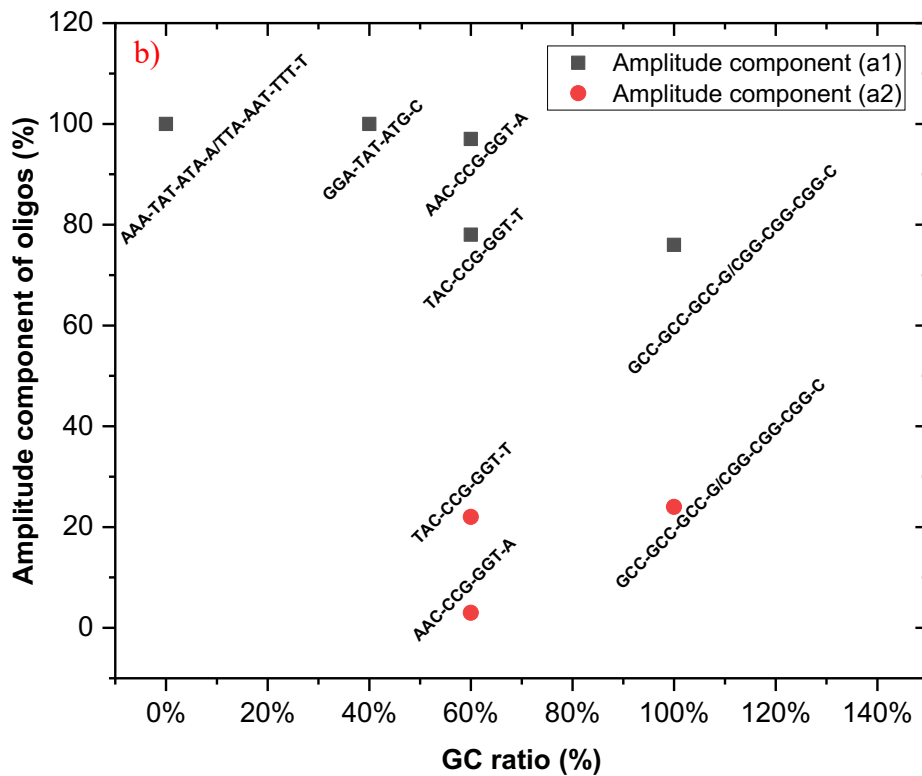 b)
Amplitude component (a1)
Amplitude component (a2)
Amplitude component of oligos (%)
120
100
80
60
40
20
0
AAA-TAT-ATA-A/TTA-AAT-TTT-T
GGA-TAT-ATG-C
AAC-CCG-GGT-A
TAC-CCG-GGT-T
GCC-GCC-GCC-G/CGG-CGG-CGG-C
TAC-CCG-GGT-T
AAC-CCG-GGT-A
GCC-GCC-GCC-G/CGG-CGG-CGG-C
0% 20% 40% 60% 80% 100% 120% 140%
GC ratio (%)